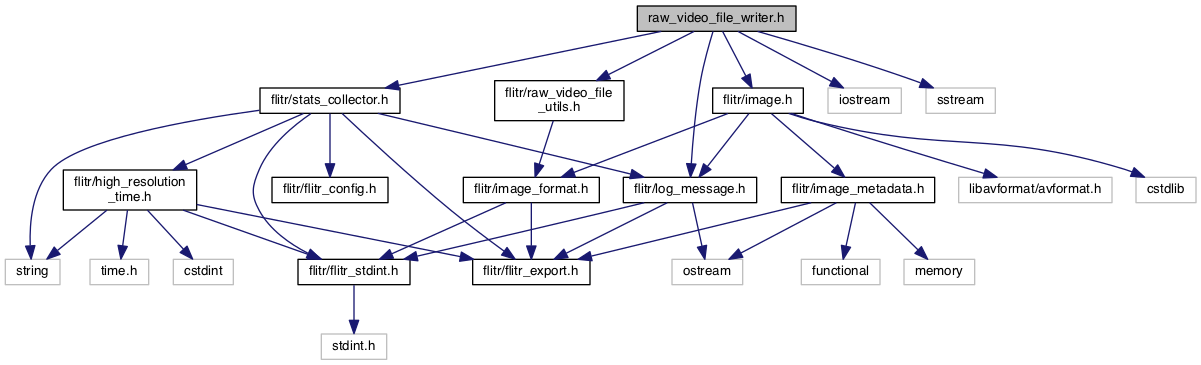 raw_video_file_writer.h
flitr/stats_collector.h
flitr/raw_video_file
_utils.h
flitr/image.h
iostream
sstream
flitr/high_resolution
_time.h
flitr/flitr_config.h
flitr/image_format.h
flitr/log_message.h
flitr/image_metadata.h
libavformat/avformat.h
cstdlib
string
time.h
cstdint
flitr/flitr_stdint.h
flitr/flitr_export.h
ostream
functional
memory
stdint.h